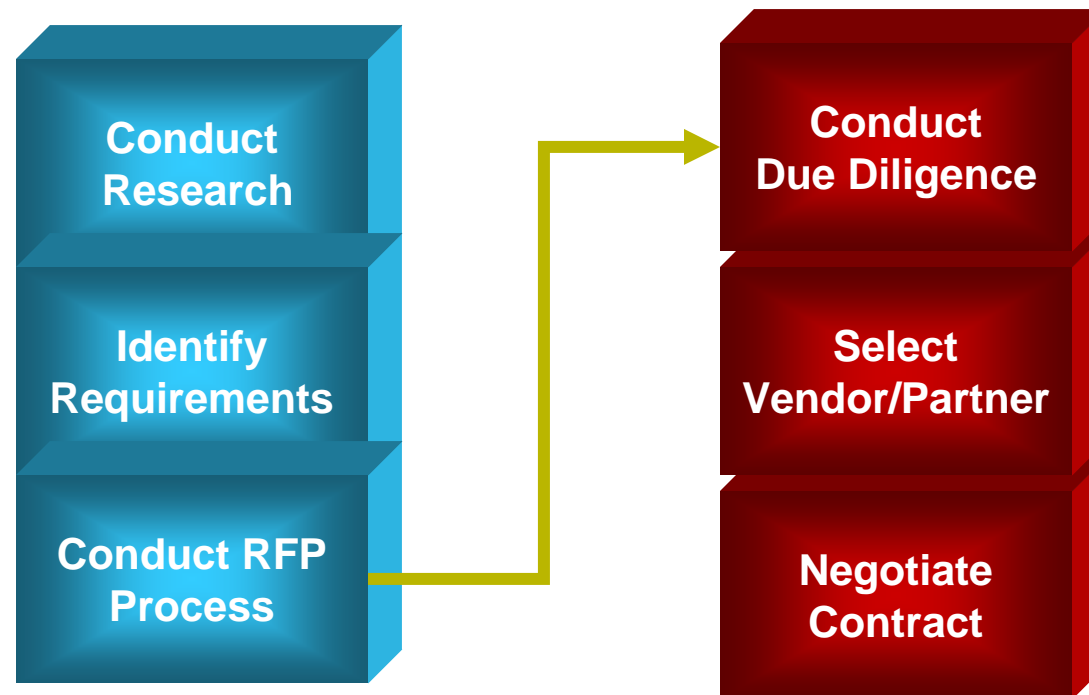 Conduct
Research
Identify
Requirements
Conduct RFP
Process
Conduct
Due Diligence
Select
Vendor/Partner
Negotiate
Contract